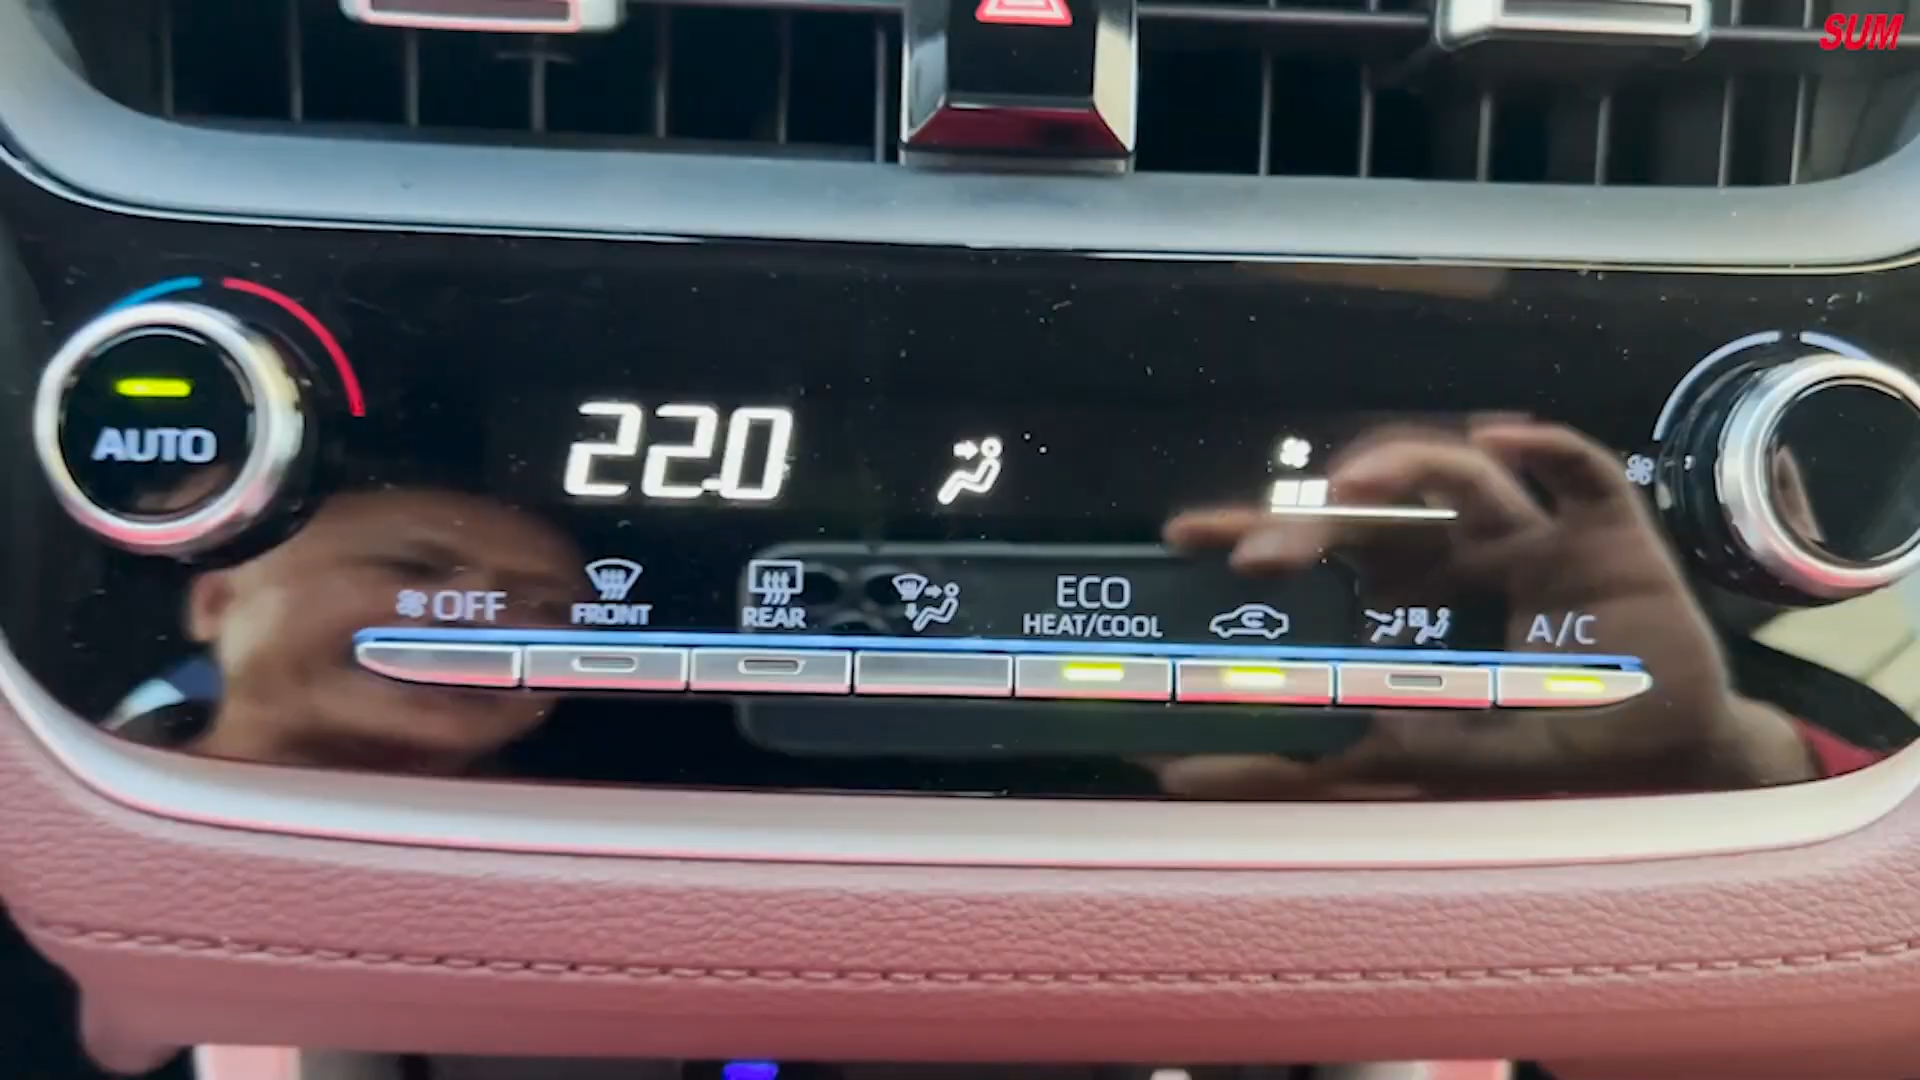 SUM
AUTO
22.0
OFF
FRONT
REAR
ECO
HEAT/COOL
A/C